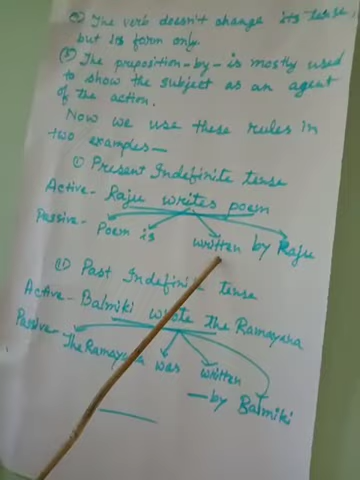 ② The verb doesn't change its tense,
but its form only.
③ The preposition - by - is mostly used
to show the subject as an agent
of the action.
Now we use these rules in
two examples—
① Present Indefinite tense
Active - Raju writes poem
Passive - Poem is written by Raju
② Past Indefinite tense
Active - Balmiki wrote The Ramayana
Passive - The Ramayana was written
— by Balmiki